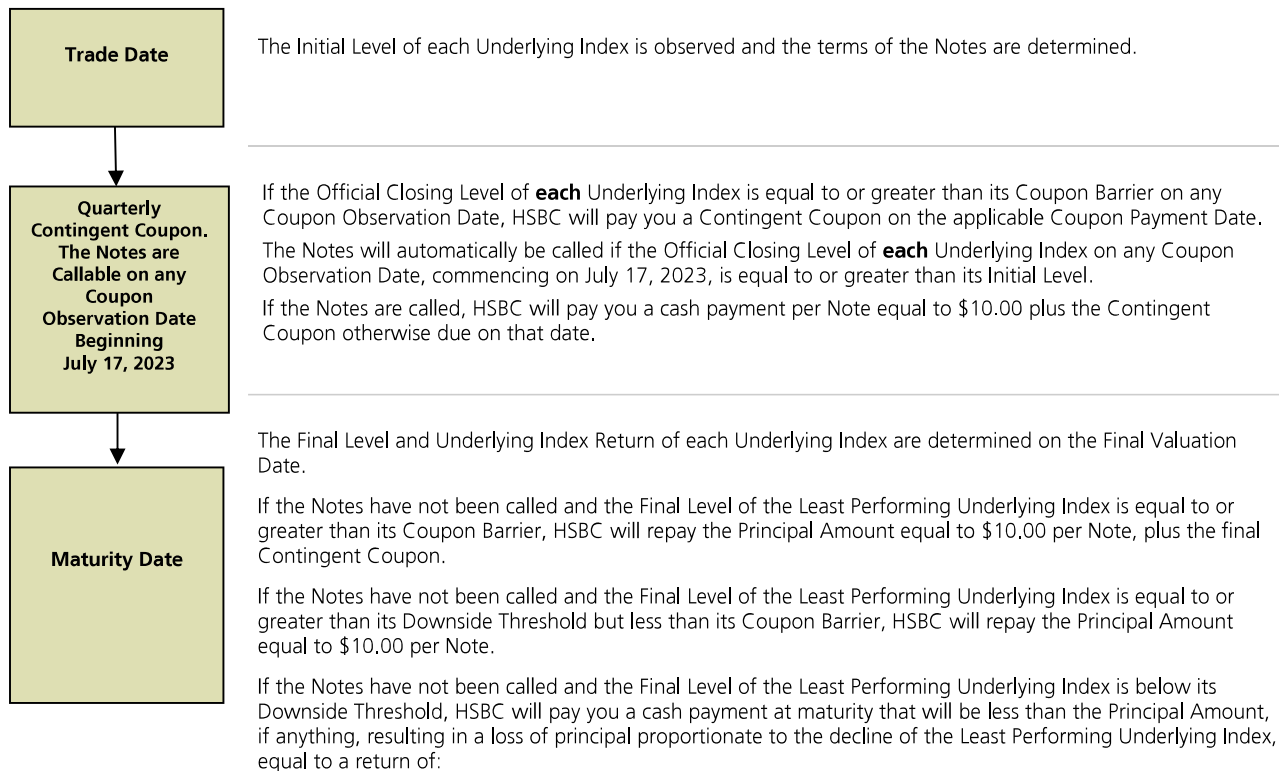 Trade Date
The Initial Level of each Underlying Index is observed and the terms of the Notes are determined.
Quarterly
Contingent Coupon.
The Notes are
Callable on any
Coupon
Observation Date
Beginning
July 17, 2023
If the Official Closing Level of each Underlying Index is equal to or greater than its Coupon Barrier on any
Coupon Observation Date, HSBC will pay you a Contingent Coupon on the applicable Coupon Payment Date.
The Notes will automatically be called if the Official Closing Level of each Underlying Index on any Coupon
Observation Date, commencing on July 17, 2023, is equal to or greater than its Initial Level.
If the Notes are called, HSBC will pay you a cash payment per Note equal to $10.00 plus the Contingent
Coupon otherwise due on that date.
Maturity Date
The Final Level and Underlying Index Return of each Underlying Index are determined on the Final Valuation
Date.
If the Notes have not been called and the Final Level of the Least Performing Underlying Index is equal to or
greater than its Coupon Barrier, HSBC will repay the Principal Amount equal to $10.00 per Note, plus the final
Contingent Coupon.
If the Notes have not been called and the Final Level of the Least Performing Underlying Index is equal to or
greater than its Downside Threshold but less than its Coupon Barrier, HSBC will repay the Principal Amount
equal to $10.00 per Note.
If the Notes have not been called and the Final Level of the Least Performing Underlying Index is below its
Downside Threshold, HSBC will pay you a cash payment at maturity that will be less than the Principal Amount,
if anything, resulting in a loss of principal proportionate to the decline of the Least Performing Underlying Index,
equal to a return of: